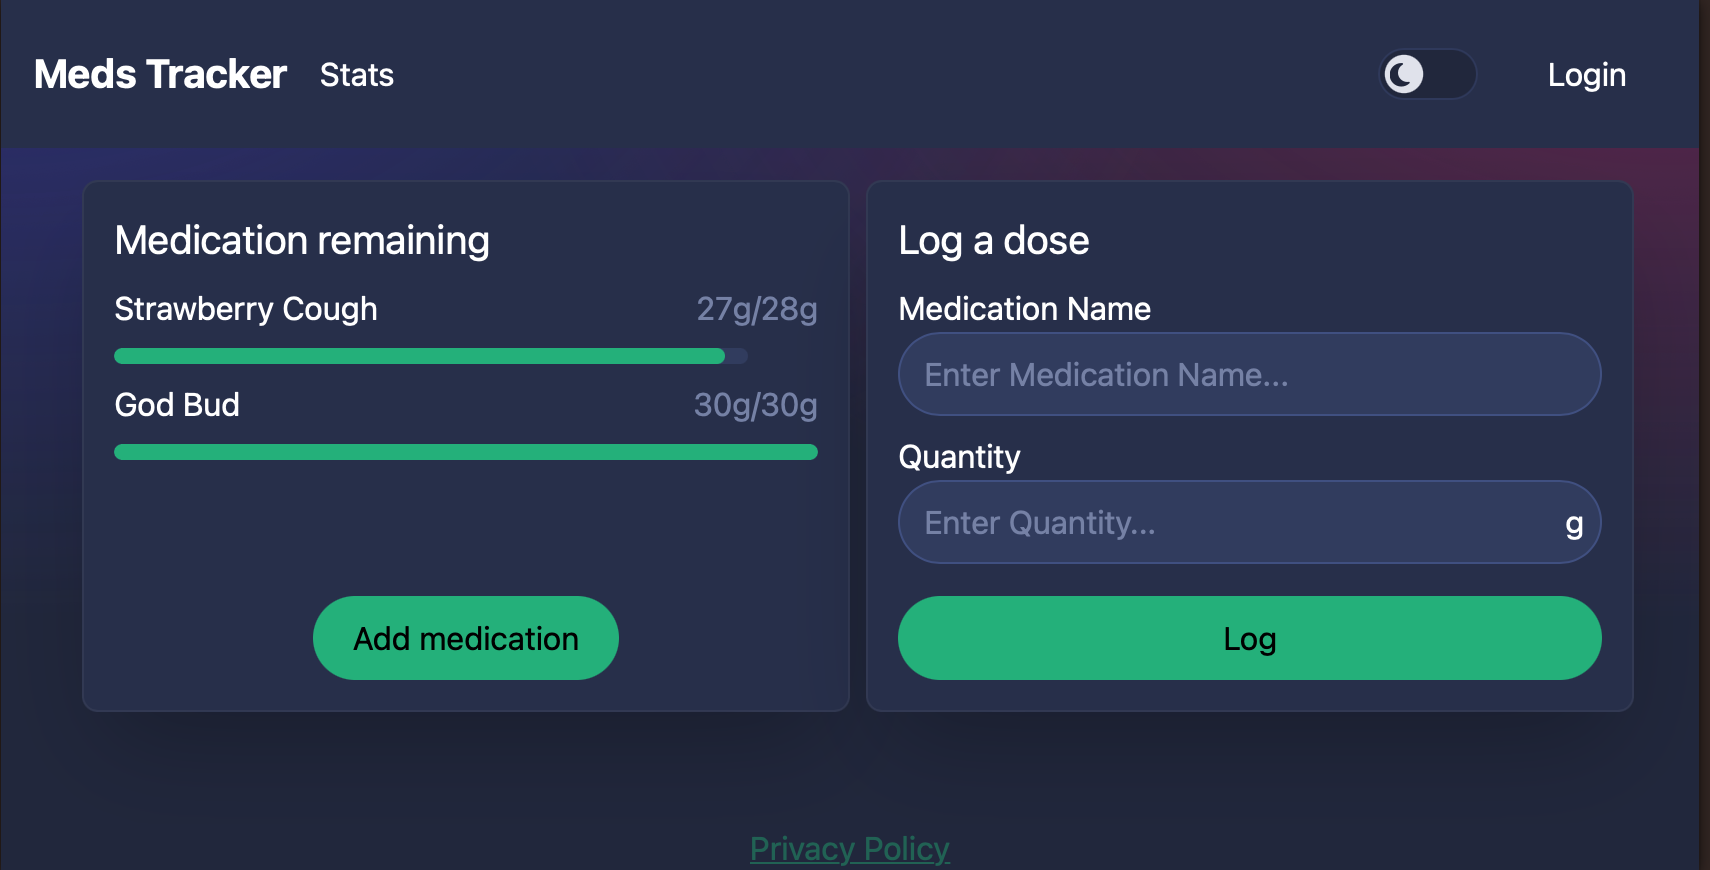 Meds Tracker Stats Login
Medication remaining
Strawberry Cough 27g/28g
God Bud 30g/30g
Add medication
Log a dose
Medication Name
Enter Medication Name...
Quantity
Enter Quantity... g
Log
Privacy Policy